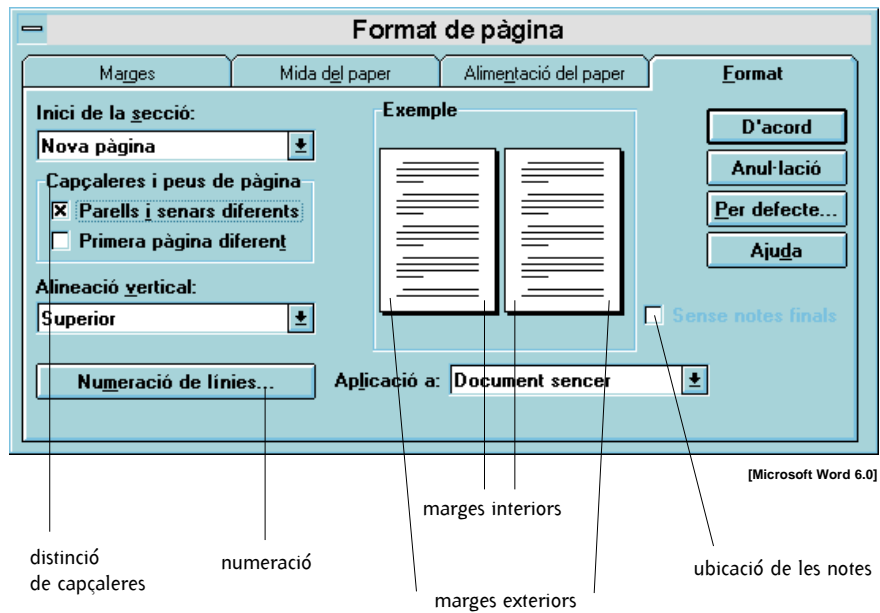 Format de pàgina
Marges
Mida del paper
Alimentació del paper
Format
Inici de la secció:
Nova pàgina
Capçaleres i peus de pàgina
Parells i senars diferents
Primera pàgina diferent
Alineació vertical:
Superior
Numeració de línies...
Exemple
Aplicació a: Document sencer
D'acord
Anul·lació
Per defecte...
Ajuda
Sense notes finals
[Microsoft Word 6.0]
marges interiors
distinció
de capçaleres
numeració
ubicació de les notes
marges exteriors